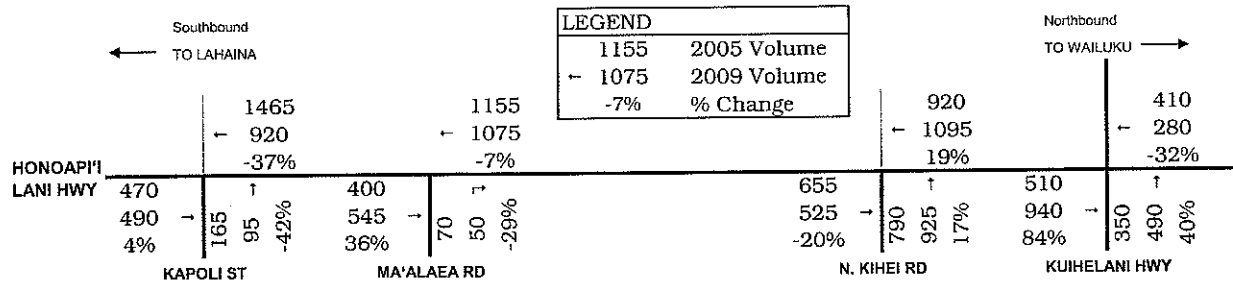 Southbound
← TO LAHAINA
LEGEND
1155 2005 Volume
← 1075 2009 Volume
-7% % Change
Northbound
TO WAILUKU →
1465
← 920
-37%
1155
← 1075
-7%
920
← 1095
19%
410
← 280
-32%
HONOAPI'I
LANI HWY
470
490 →
4%
↑
165
95
-42%
400
545 →
36%
↱
70
50
-29%
655
525 →
-20%
↑
790
925
17%
510
940 →
84%
↑
350
490
40%
KAPOLI ST
MA'ALAEA RD
N. KIHEI RD
KUIHELANI HWY